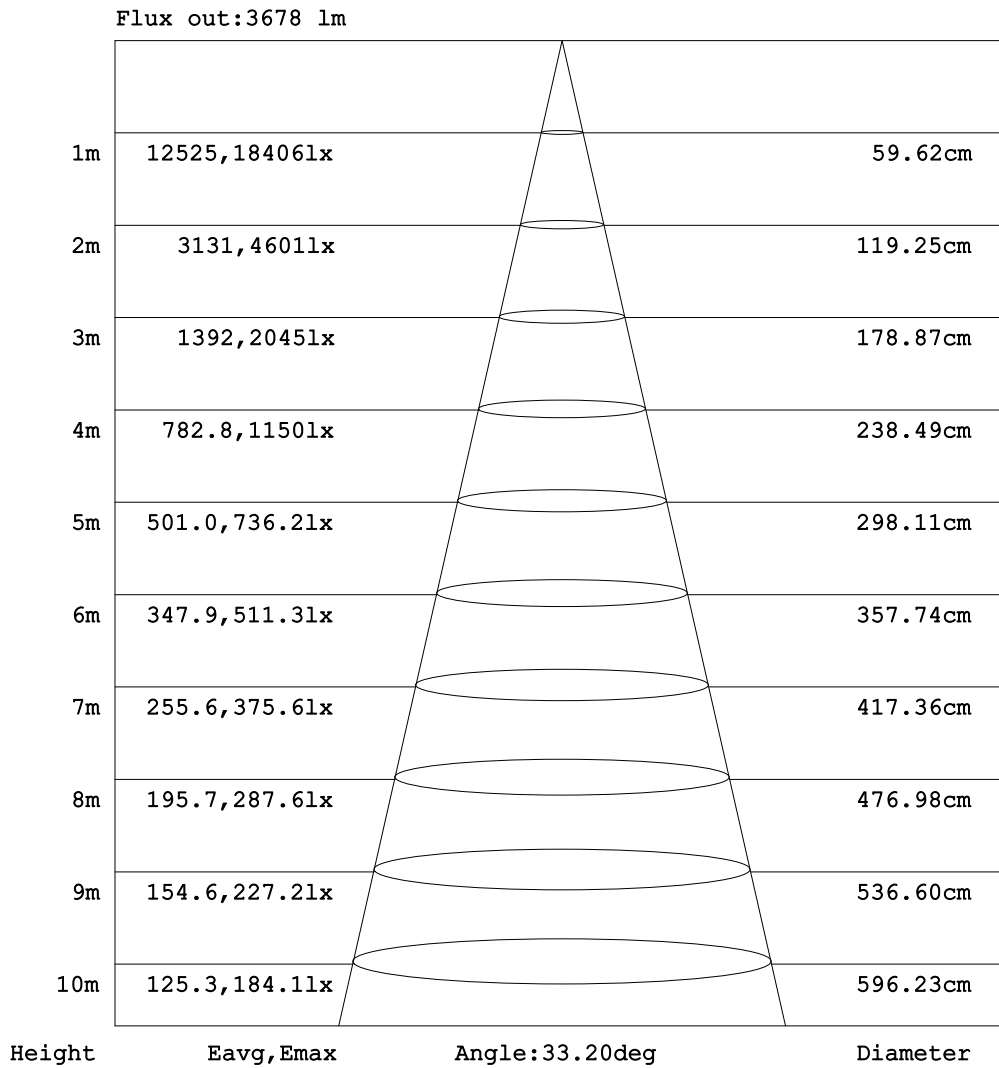 Flux out:3678 lm
1m 12525,18406lx 59.62cm
2m 3131,4601lx 119.25cm
3m 1392,2045lx 178.87cm
4m 782.8,1150lx 238.49cm
5m 501.0,736.2lx 298.11cm
6m 347.9,511.3lx 357.74cm
7m 255.6,375.6lx 417.36cm
8m 195.7,287.6lx 476.98cm
9m 154.6,227.2lx 536.60cm
10m 125.3,184.1lx 596.23cm
Height Eavg,Emax Angle:33.20deg Diameter